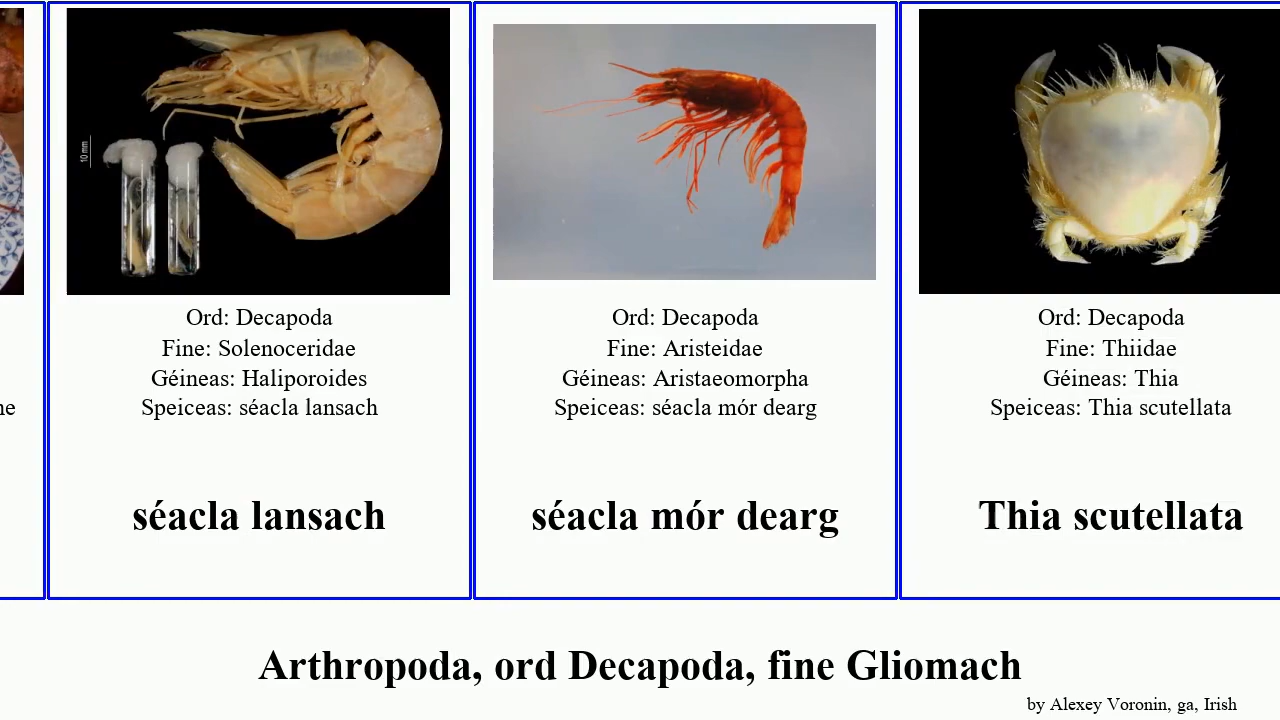 ne
10 mm
Ord: Decapoda
Fine: Solenoceridae
Géineas: Haliporoides
Speiceas: séacla lansach
séacla lansach
Ord: Decapoda
Fine: Aristeidae
Géineas: Aristaeomorpha
Speiceas: séacla mór dearg
séacla mór dearg
Ord: Decapoda
Fine: Thiidae
Géineas: Thia
Speiceas: Thia scutellata
Thia scutellata
Arthropoda, ord Decapoda, fine Gliomach
by Alexey Voronin, ga, Irish